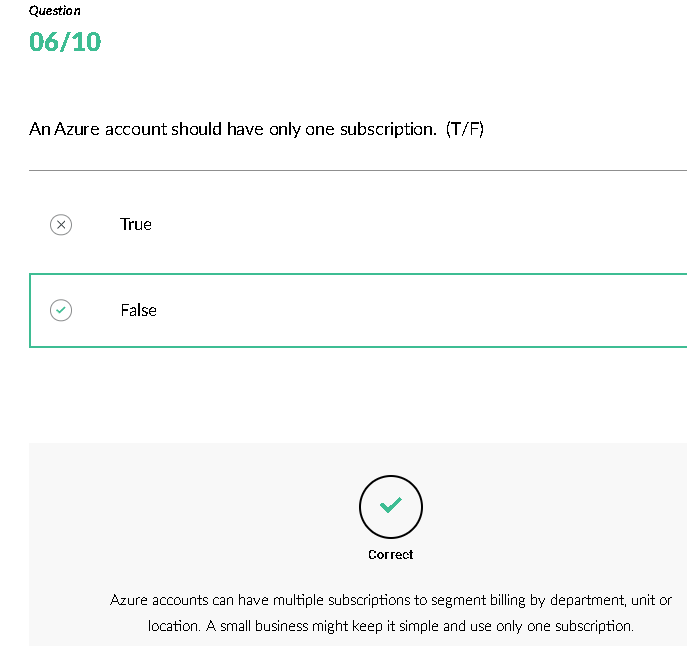 Question
06/10
An Azure account should have only one subscription. (T/F)
True
False
Correct
Azure accounts can have multiple subscriptions to segment billing by department, unit or
location. A small business might keep it simple and use only one subscription.